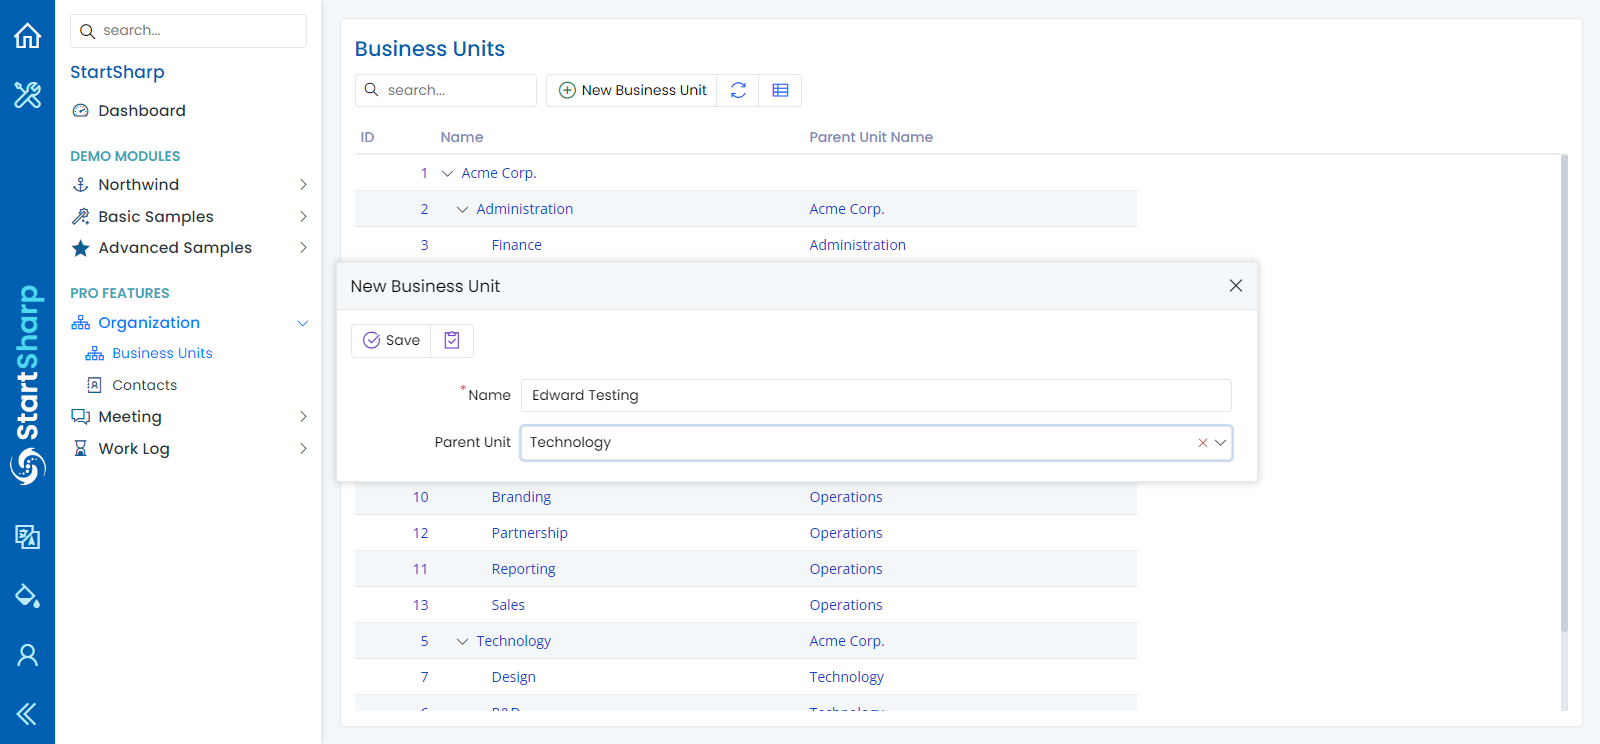 search...
StartSharp
Dashboard
DEMO MODULES
Northwind
Basic Samples
Advanced Samples
PRO FEATURES
Organization
Business Units
Contacts
Meeting
Work Log
StartSharp
Business Units
search...
New Business Unit
ID Name Parent Unit Name
1 Acme Corp.
2 Administration Acme Corp.
3 Finance Administration
New Business Unit
Save
*Name Edward Testing
Parent Unit Technology
10 Branding Operations
12 Partnership Operations
11 Reporting Operations
13 Sales Operations
5 Technology Acme Corp.
7 Design Technology
6 R&D Technology